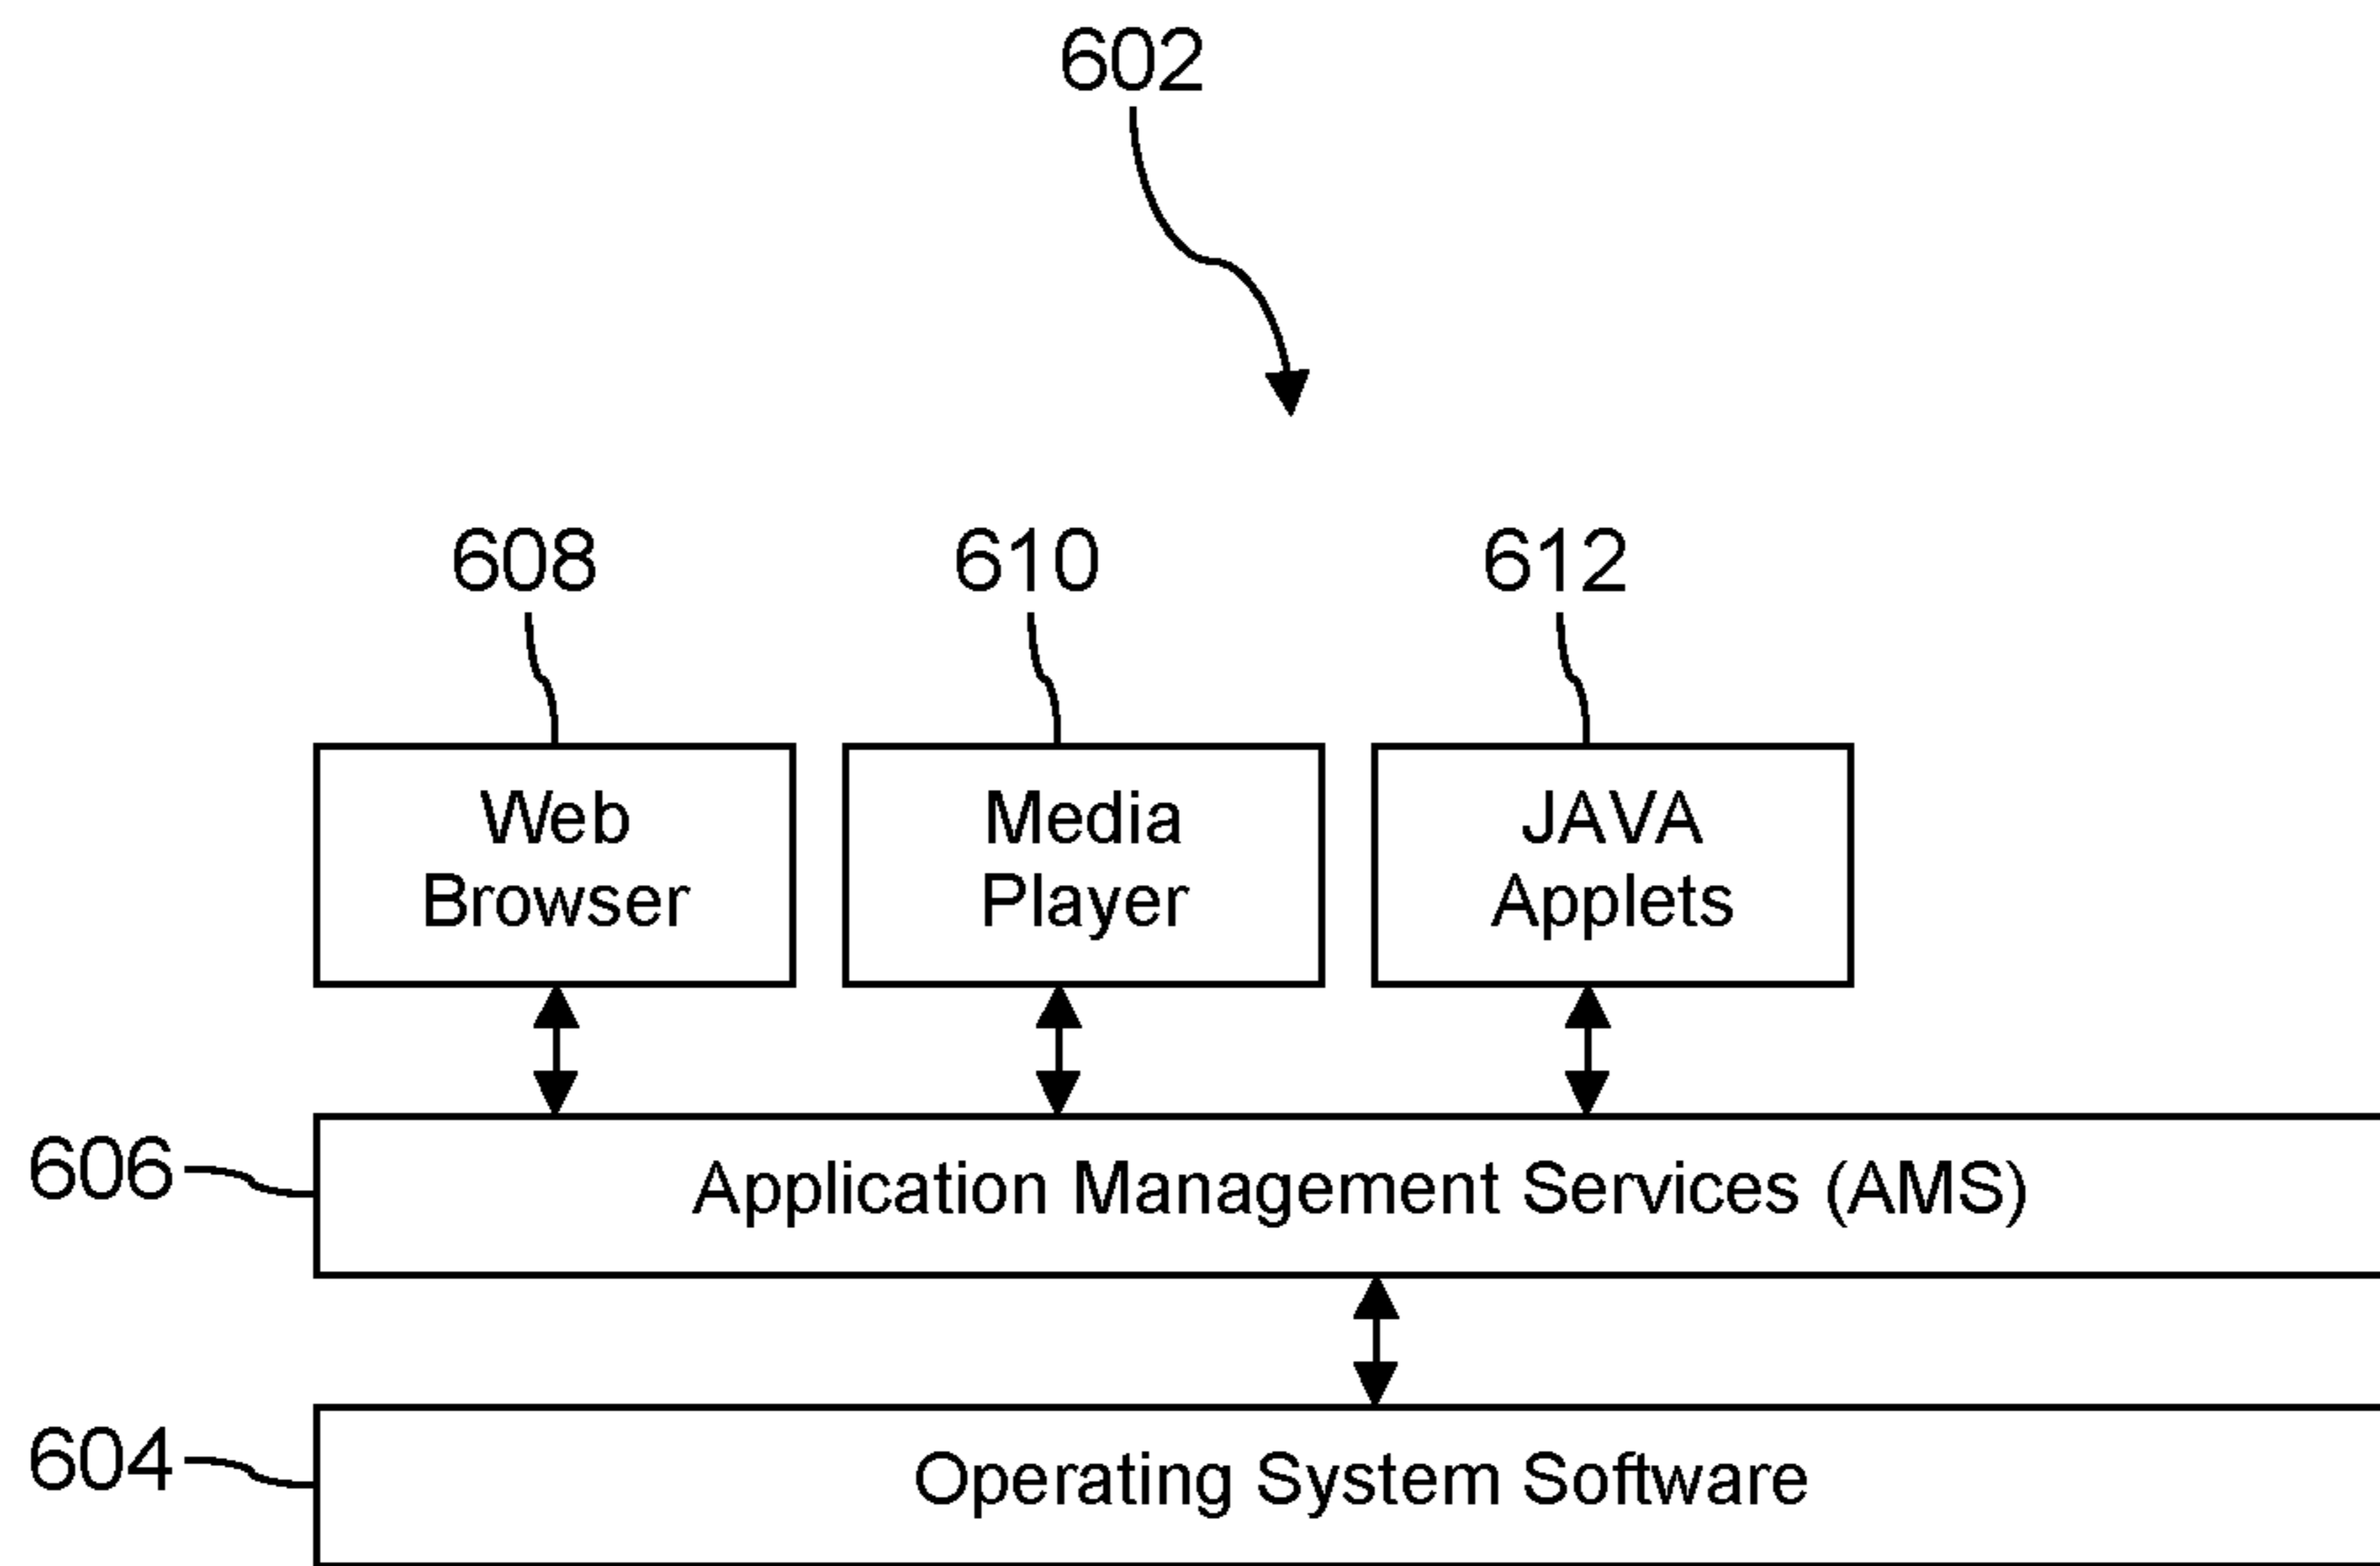 602
608
610
612
Web
Browser
Media
Player
JAVA
Applets
606
Application Management Services (AMS)
604
Operating System Software